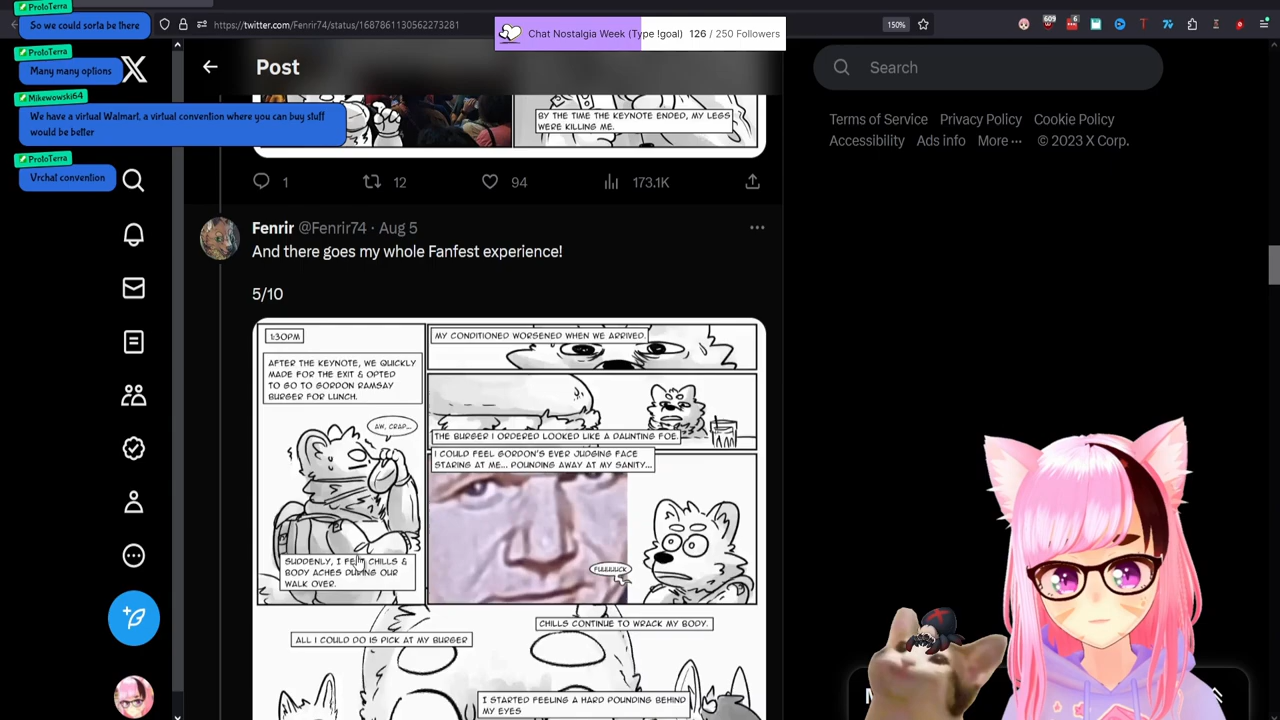 ProtoTerra
So we could sorta be there
ProtoTerra
Many many options
Mikewowski64
We have a virtual Walmart, a virtual convention where you can buy stuff
would be better
ProtoTerra
Vrchat convention
https://twitter.com/Fenrir74/status/1687861130562273281
Chat Nostalgia Week (Type !goal) 126 / 250 Followers
150%
609
6
Post
Search
Terms of Service Privacy Policy Cookie Policy
Accessibility Ads info More ··· © 2023 X Corp.
BY THE TIME THE KEYNOTE ENDED, MY LEGS
WERE KILLING ME.
1 12 94 173.1K
Fenrir @Fenrir74 · Aug 5
And there goes my whole Fanfest experience!
5/10
1:30PM
AFTER THE KEYNOTE, WE QUICKLY
MADE FOR THE EXIT & OPTED
TO GO TO GORDON RAMSAY
BURGER FOR LUNCH.
AW, CRAP...
SUDDENLY, I FELT CHILLS &
BODY ACHES DURING OUR
WALK OVER.
MY CONDITIONED WORSENED WHEN WE ARRIVED.
THE BURGER I ORDERED LOOKED LIKE A DAUNTING FOE.
I COULD FEEL GORDON'S EVER JUDGING FACE
STARING AT ME... POUNDING AWAY AT MY SANITY...
FUUUUUCK
ALL I COULD DO IS PICK AT MY BURGER
CHILLS CONTINUE TO WRACK MY BODY.
I STARTED FEELING A HARD POUNDING BEHIND
MY EYES